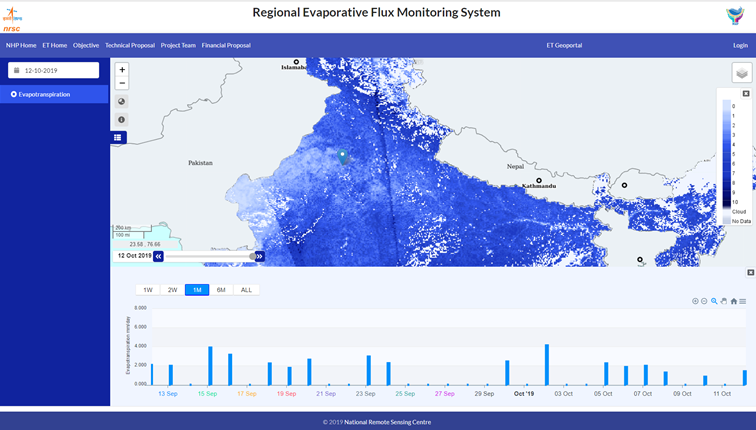 Regional Evaporative Flux Monitoring System
nrsc
NHP Home ET Home Objective Technical Proposal Project Team Financial Proposal ET Geoportal Login
12-10-2019
Evapotranspiration
+
−
Islamaba
Pakistan
Nepal
Kathmandu
0
1
2
3
4
5
6
7
8
9
10
Cloud
No Data
100 mi
23.58 , 76.66
12 Oct 2019
1W 2W 1M 6M ALL
Evapotranspiration mm/day
8.000
6.000
4.000
2.000
0.000
13 Sep 15 Sep 17 Sep 19 Sep 21 Sep 23 Sep 25 Sep 27 Sep 29 Sep Oct '19 03 Oct 05 Oct 07 Oct 09 Oct 11 Oct
© 2019 National Remote Sensing Centre